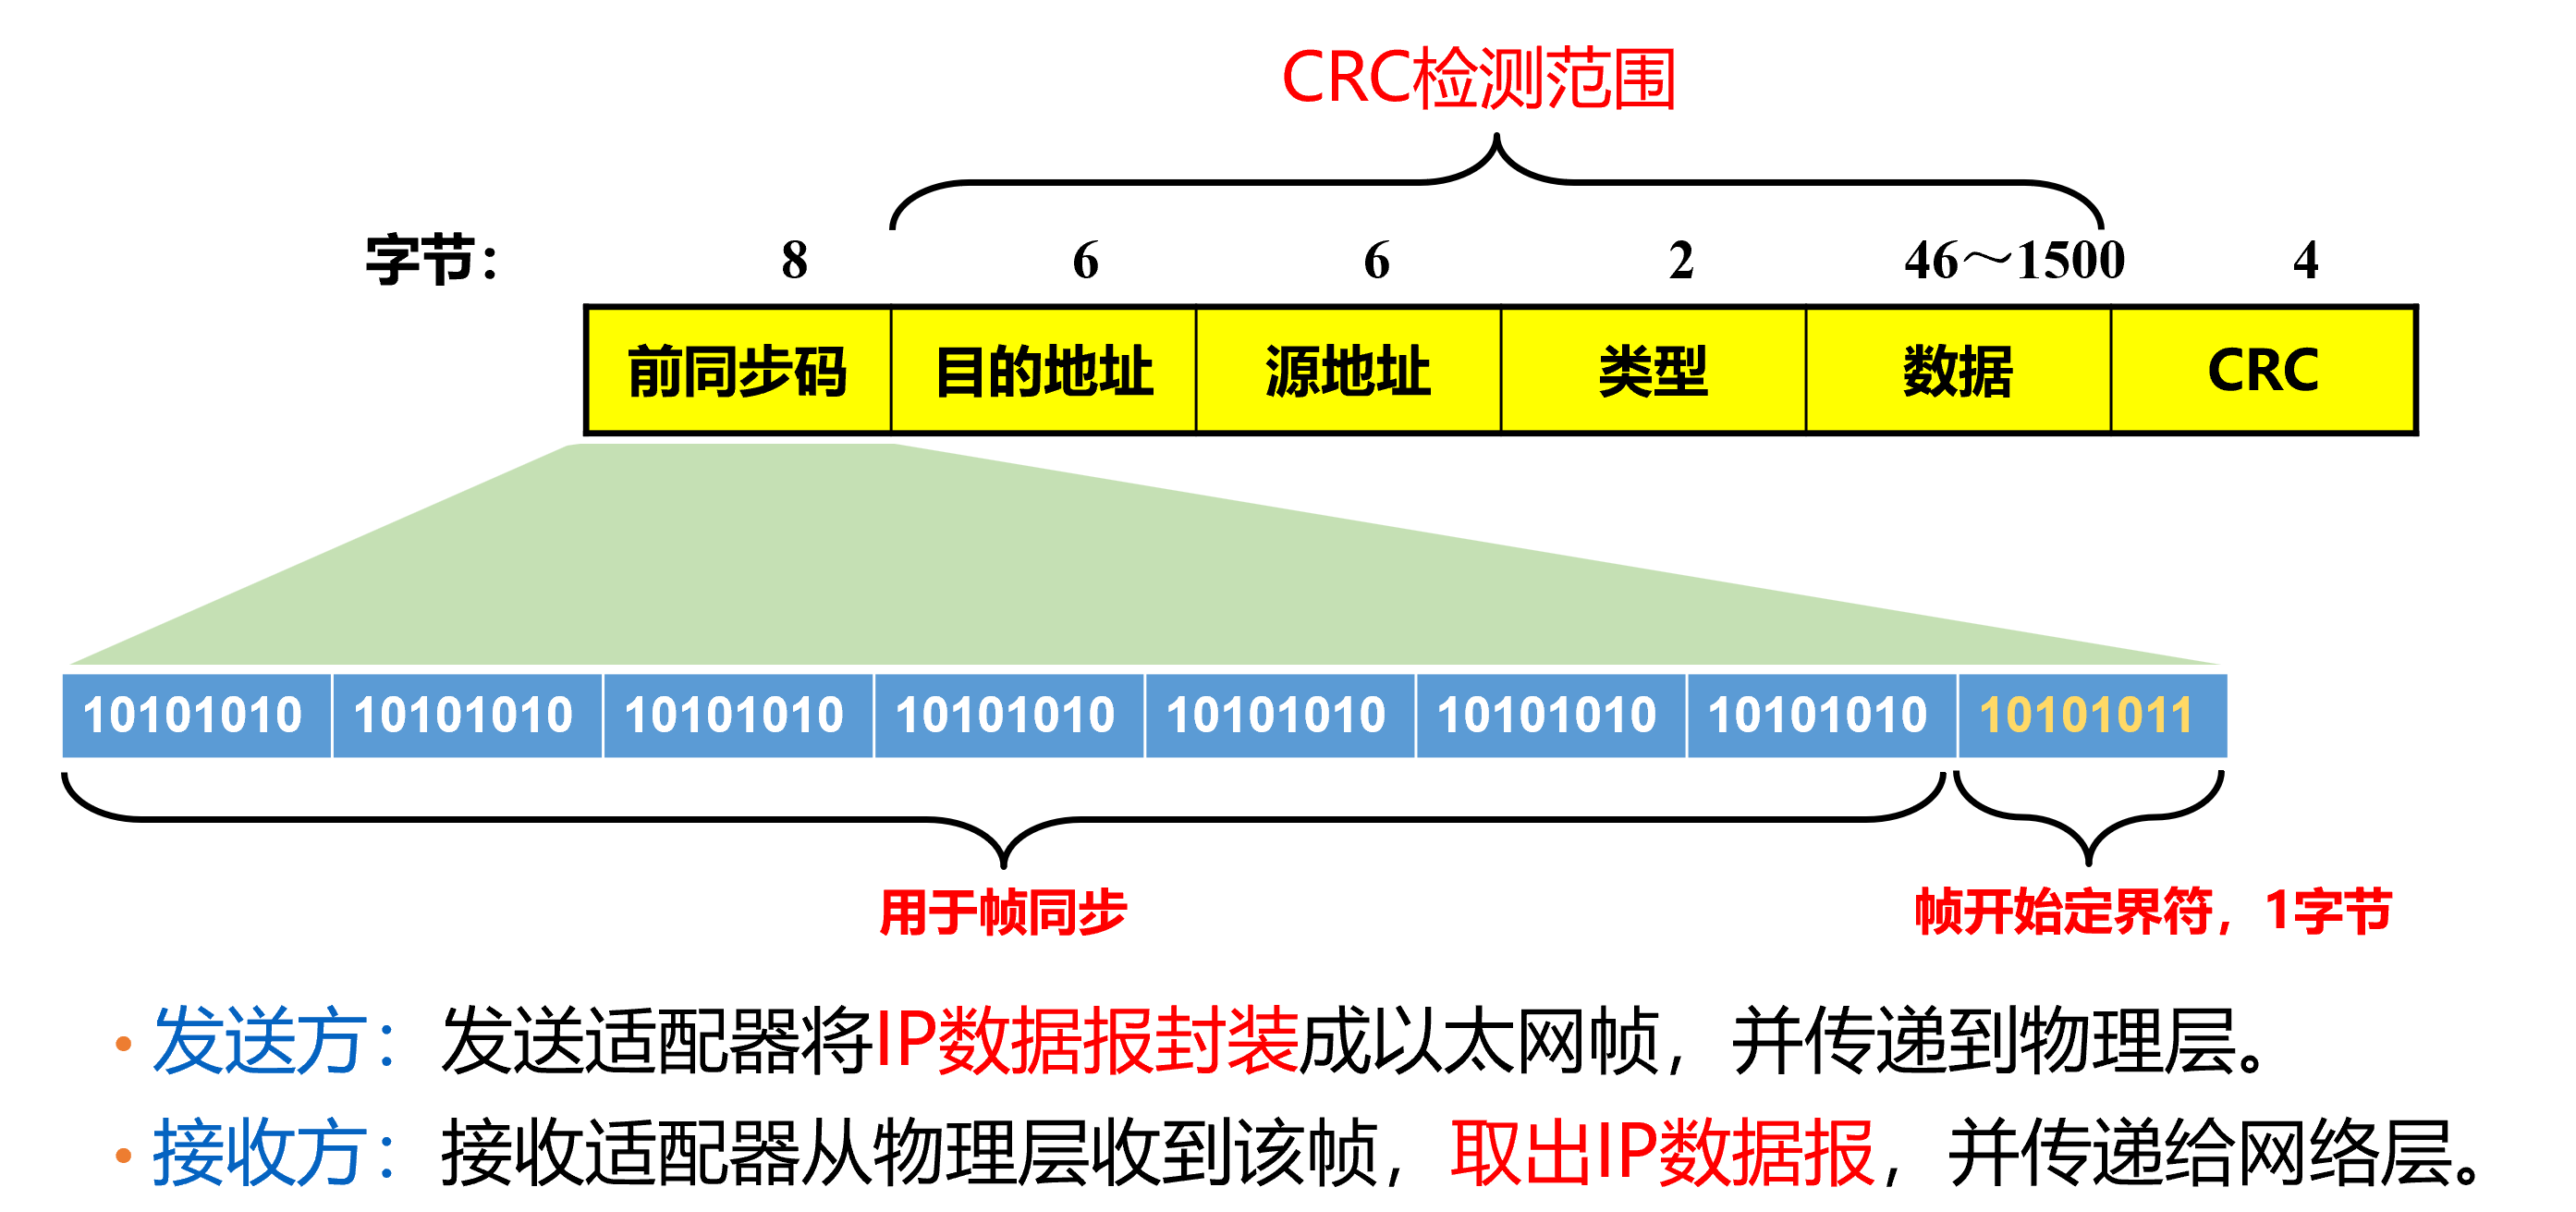 CRC检测范围
字节： 8 6 6 2 46～1500 4
前同步码 目的地址 源地址 类型 数据 CRC
10101010 10101010 10101010 10101010 10101010 10101010 10101010 10101011
用于帧同步 帧开始定界符，1字节
• 发送方：发送适配器将IP数据报封装成以太网帧，并传递到物理层。
• 接收方：接收适配器从物理层收到该帧，取出IP数据报，并传递给网络层。